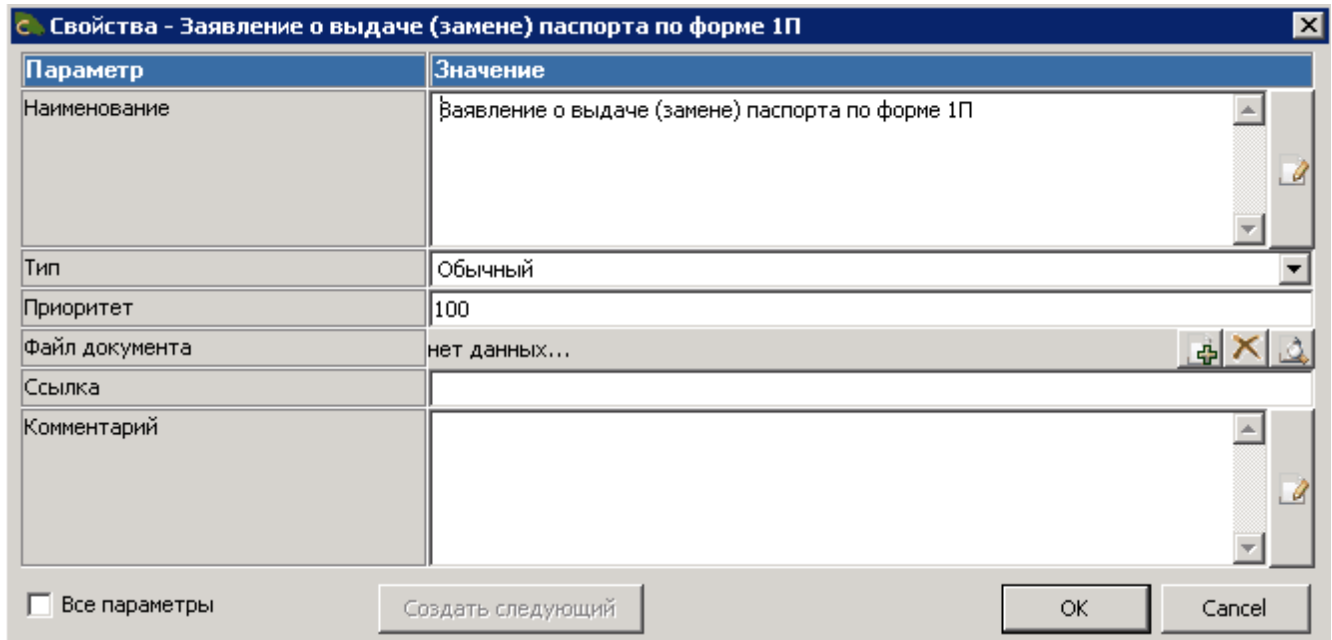 Свойства - Заявление о выдаче (замене) паспорта по форме 1П
Параметр Значение
Наименование Заявление о выдаче (замене) паспорта по форме 1П
Тип Обычный
Приоритет 100
Файл документа нет данных...
Ссылка
Комментарий
Все параметры Создать следующий OK Cancel